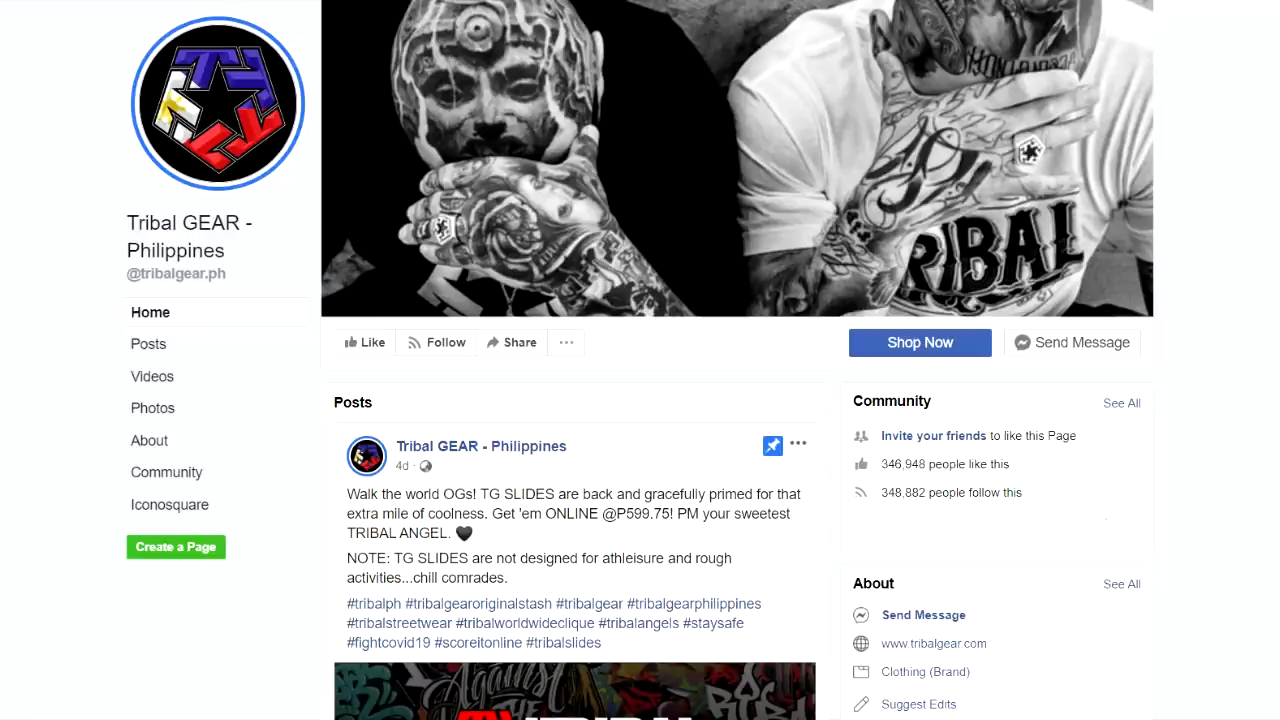 TRIBAL
Tribal GEAR -
Philippines
@tribalgear.ph
Home
Posts
Videos
Photos
About
Community
Iconosquare
Create a Page
Like
Follow
Share
Shop Now
Send Message
Posts
Tribal GEAR - Philippines
4d ·
Walk the world OGs! TG SLIDES are back and gracefully primed for that
extra mile of coolness. Get 'em ONLINE @P599.75! PM your sweetest
TRIBAL ANGEL. 🖤
NOTE: TG SLIDES are not designed for athleisure and rough
activities...chill comrades.
#tribalph #tribalgearoriginalstash #tribalgear #tribalgearphilippines
#tribalstreetwear #tribalworldwideclique #tribalangels #staysafe
#fightcovid19 #scoreitonline #tribalslides
Against
THE
TRIBAL
Community
See All
Invite your friends to like this Page
346,948 people like this
348,882 people follow this
About
See All
Send Message
www.tribalgear.com
Clothing (Brand)
Suggest Edits